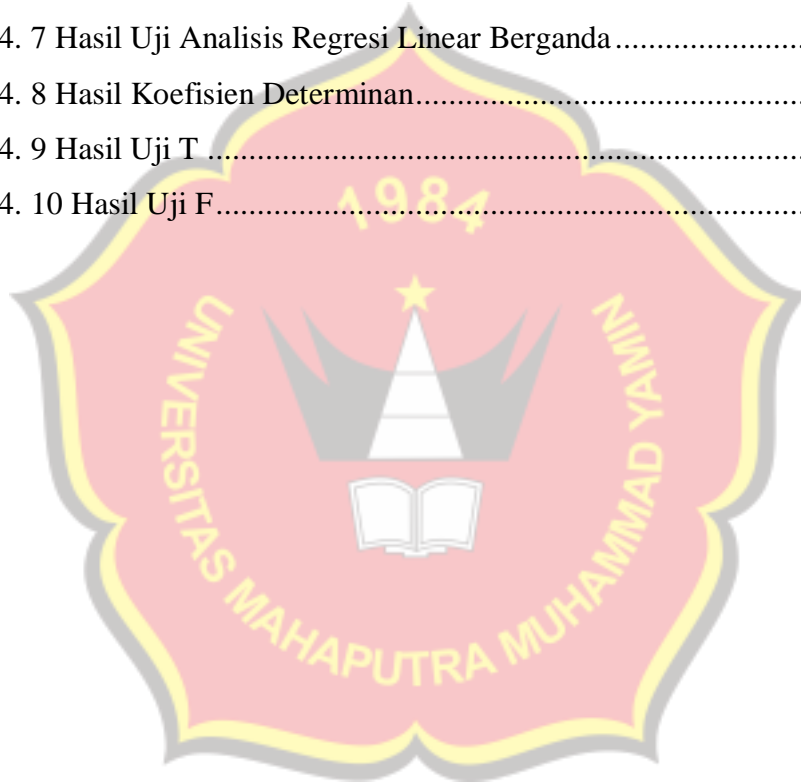 4. 7 Hasil Uji Analisis Regresi Linear Berganda.......................
4. 8 Hasil Koefisien Determinan.................................................
4. 9 Hasil Uji T ...........................................................................
4. 10 Hasil Uji F..........................................................................
1984
UNIVERSITAS MAHAPUTRA MUHAMMAD YAMIN